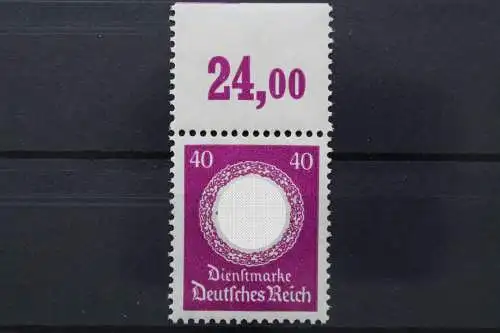 24,00
40 40
Dienstmarke
Deutsches Reich